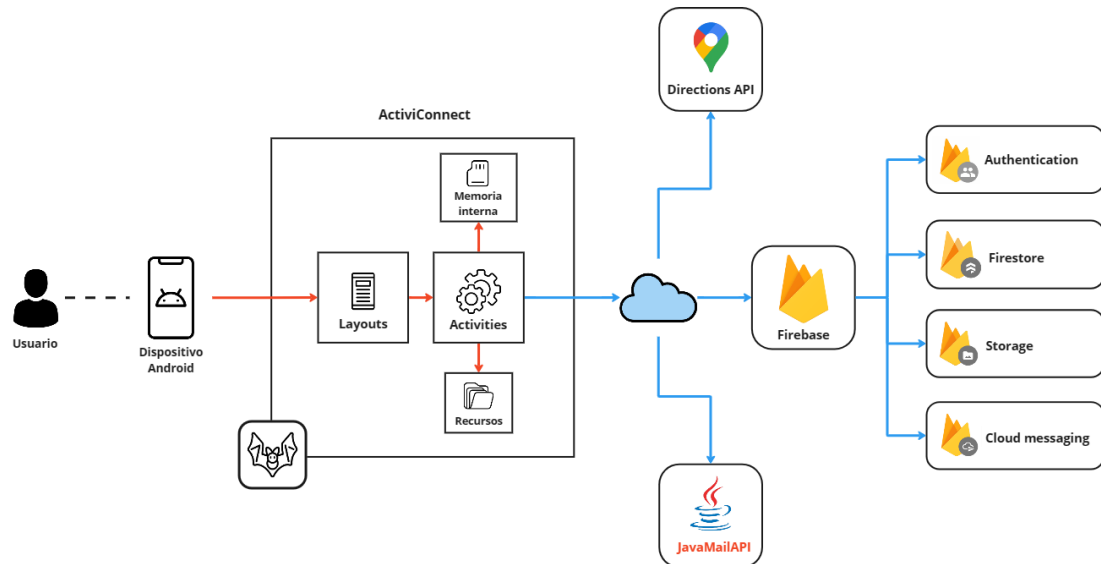 Directions API
ActiviConnect
Memoria
interna
Authentication
Firestore
Layouts
Activities
Firebase
Usuario
Dispositivo
Android
Storage
Recursos
Cloud messaging
JavaMailAPI